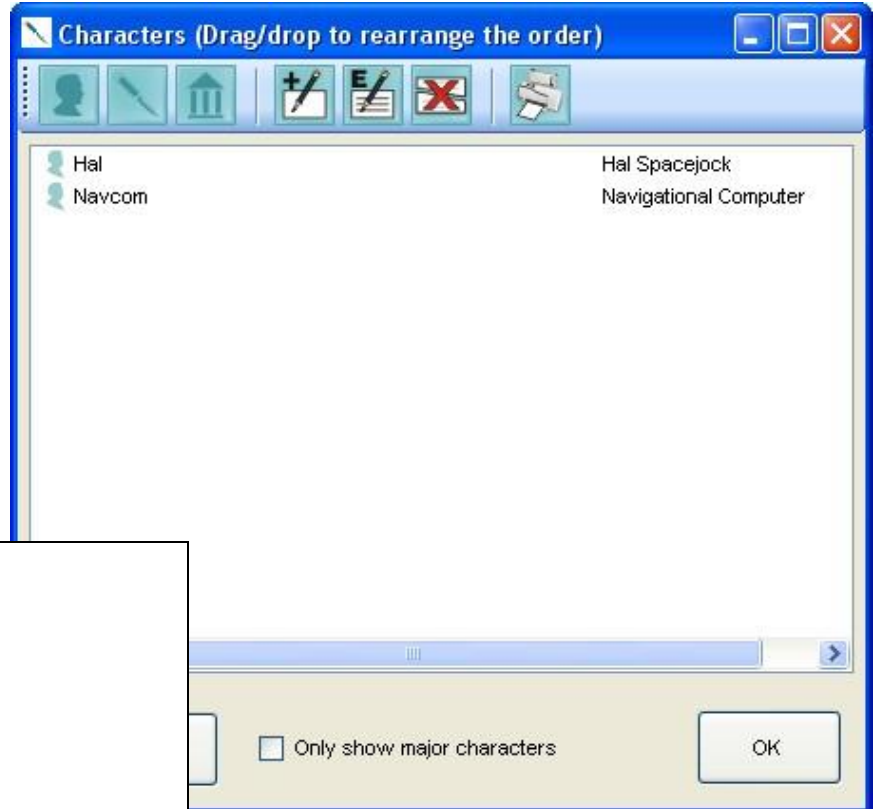 Characters (Drag/drop to rearrange the order)
E
Hal Hal Spacejock
Navcom Navigational Computer
Only show major characters
OK